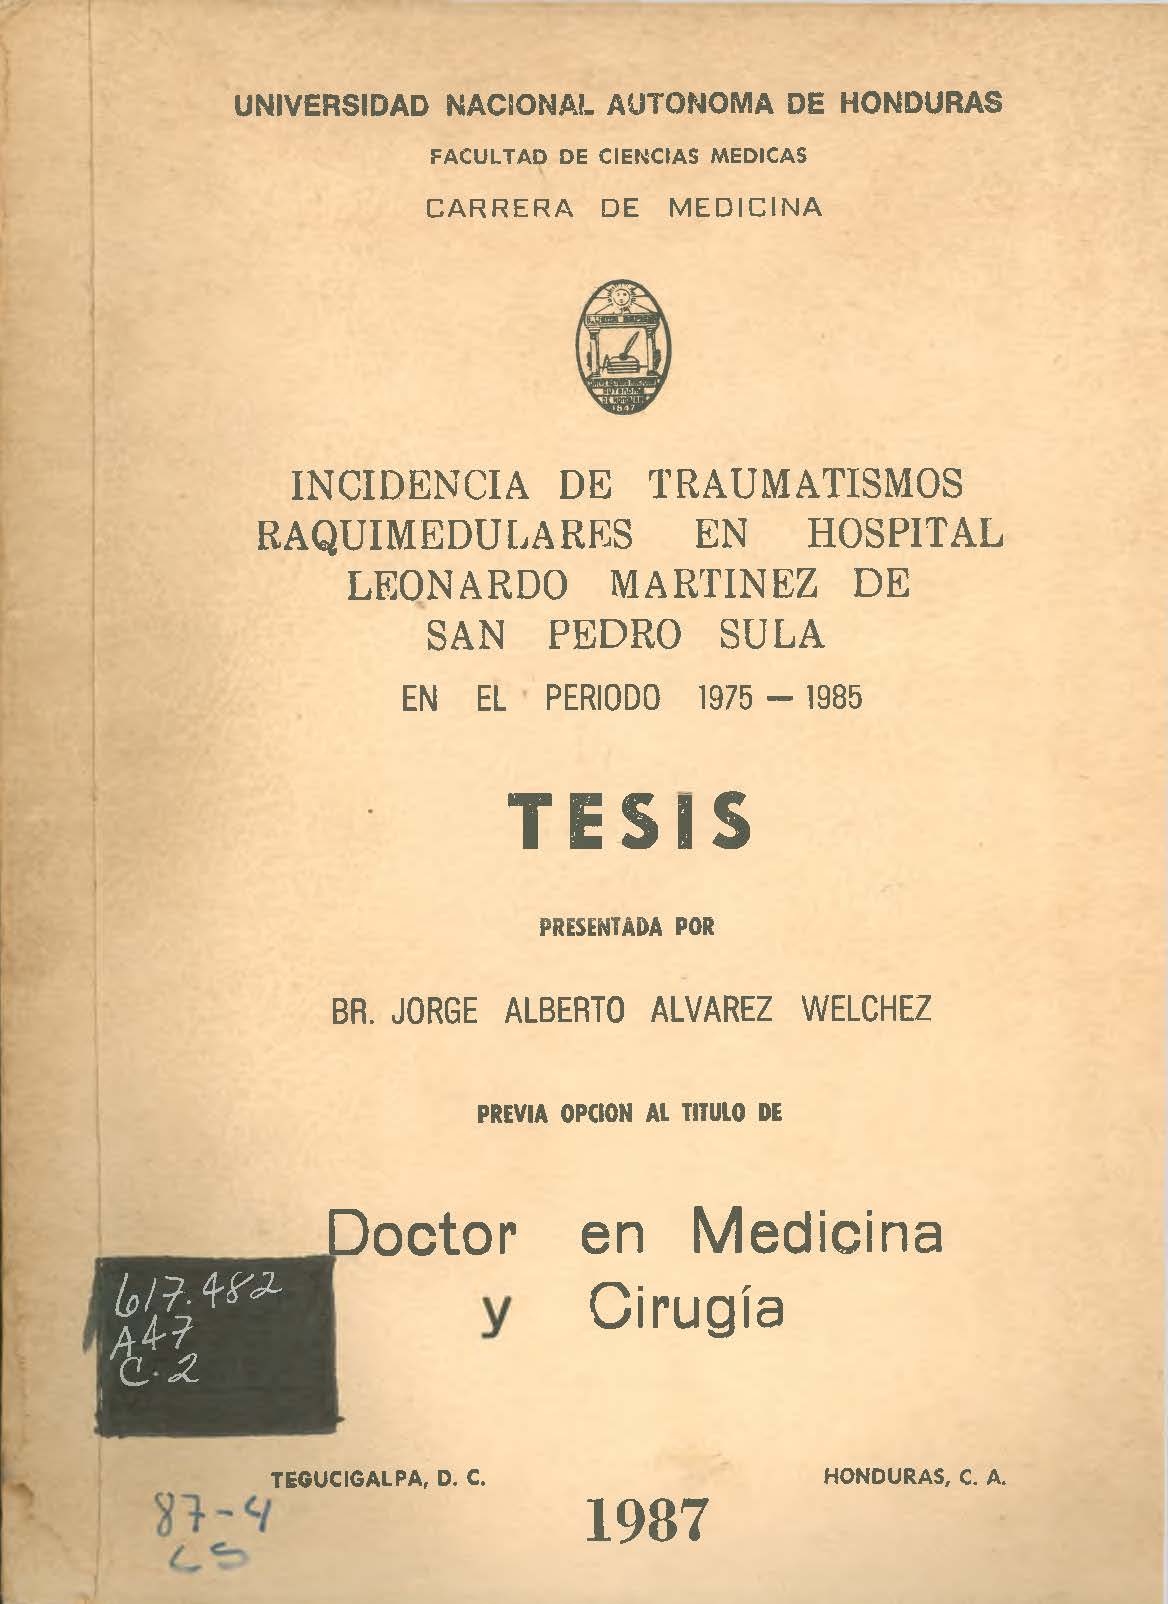 UNIVERSIDAD NACIONAL AUTONOMA DE HONDURAS
FACULTAD DE CIENCIAS MEDICAS
CARRERA DE MEDICINA
1847
INCIDENCIA DE TRAUMATISMOS
RAQUIMEDULARES EN HOSPITAL
LEONARDO MARTINEZ DE
SAN PEDRO SULA
EN EL PERIODO 1975 — 1985
TESIS
PRESENTADA POR
BR. JORGE ALBERTO ALVAREZ WELCHEZ
PREVIA OPCION AL TITULO DE
Doctor en Medicina
y Cirugía
617.482
A47
C.2
TEGUCIGALPA, D. C.
HONDURAS, C. A.
87-4
1987